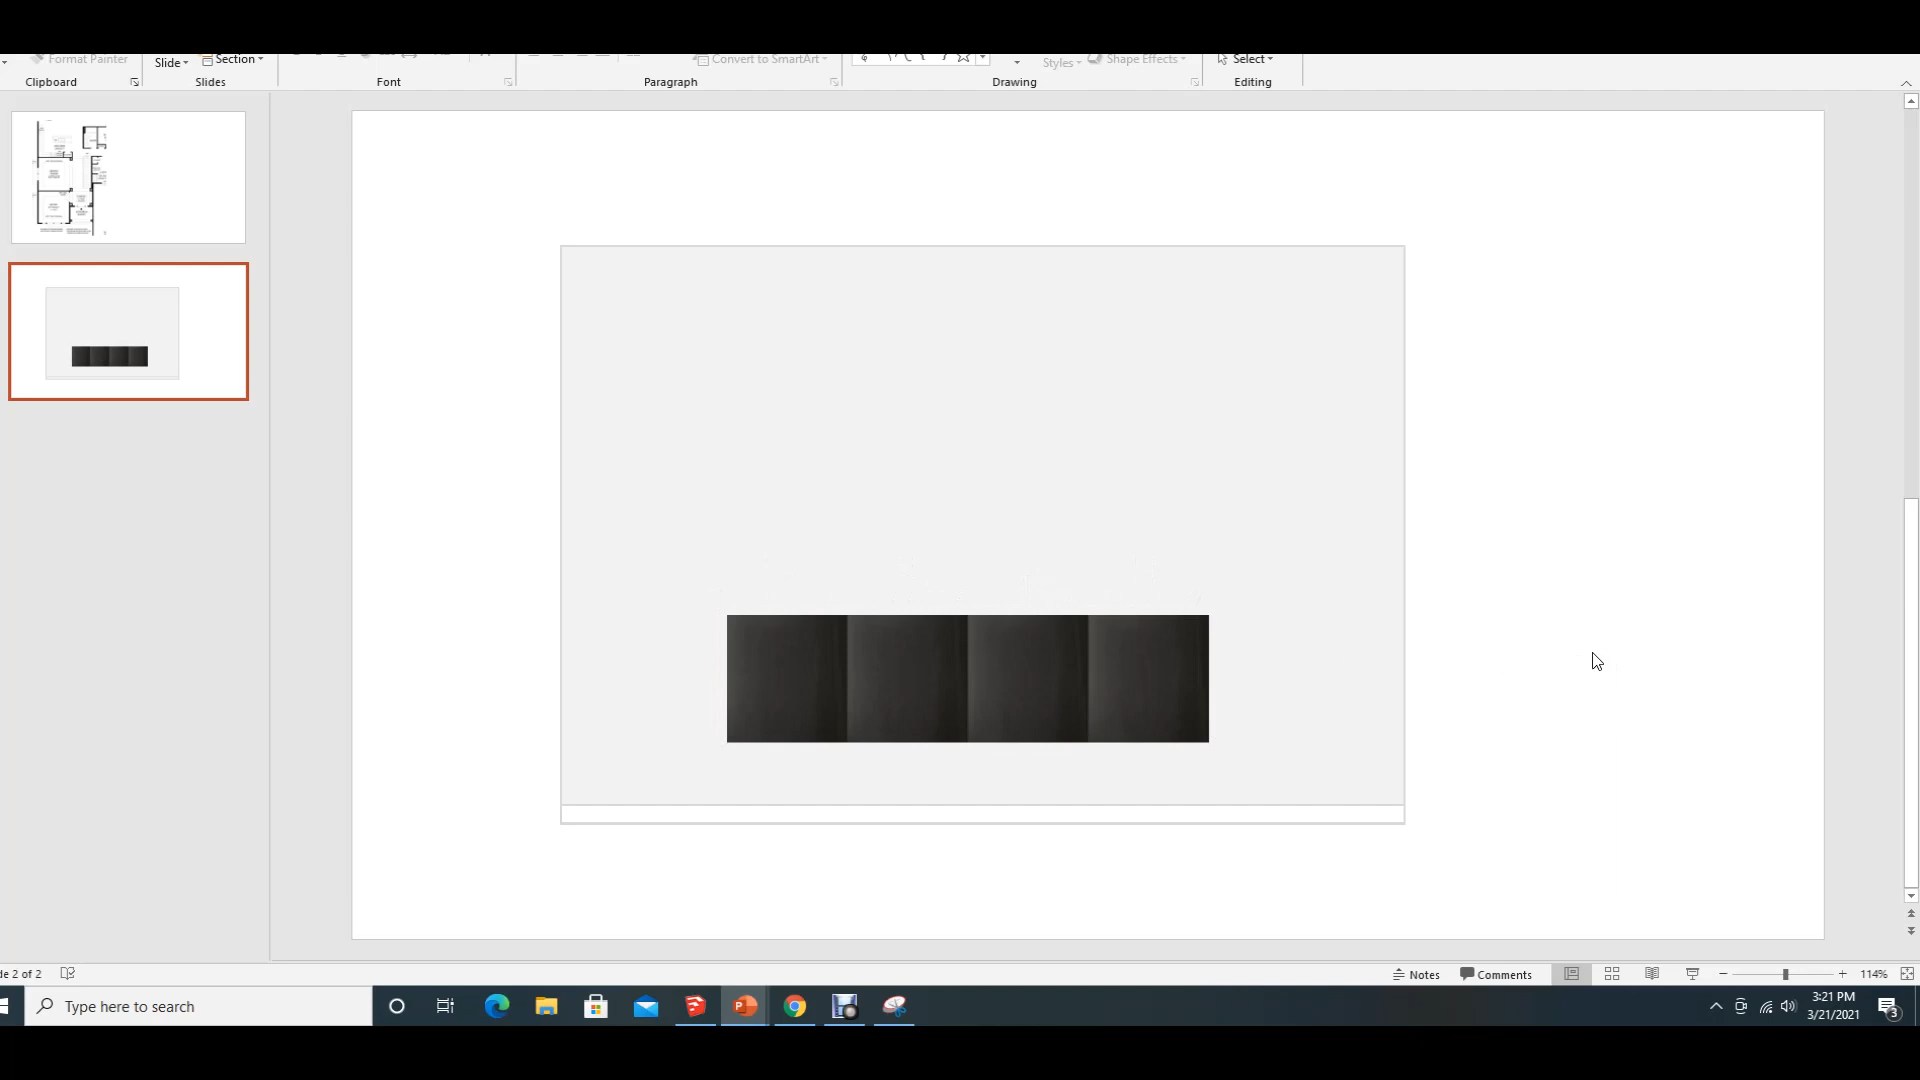 Format Painter
Slide
Section
Convert to SmartArt
Styles
Shape Effects
Select
Clipboard
Slides
Font
Paragraph
Drawing
Editing
de 2 of 2
Notes
Comments
114%
Type here to search
3:21 PM
3/21/2021
3